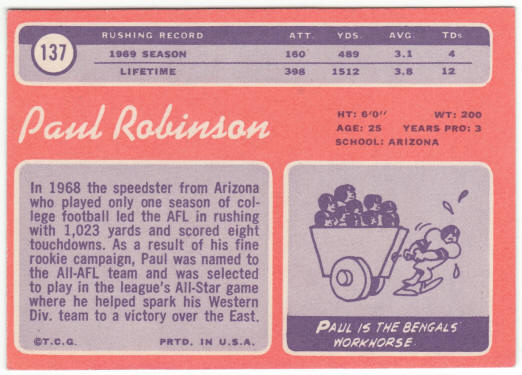 137
RUSHING RECORD ATT. YDS. AVG. TDs
1969 SEASON 160 489 3.1 4
LIFETIME 398 1512 3.8 12
Paul Robinson
HT: 6'0" WT: 200
AGE: 25 YEARS PRO: 3
SCHOOL: ARIZONA
In 1968 the speedster from Arizona
who played only one season of col-
lege football led the AFL in rushing
with 1,023 yards and scored eight
touchdowns. As a result of his fine
rookie campaign, Paul was named to
the All-AFL team and was selected
to play in the league's All-Star game
where he helped spark his Western
Div. team to a victory over the East.
©T.C.G. PRTD. IN U.S.A.
PAUL IS THE BENGALS
WORKHORSE.